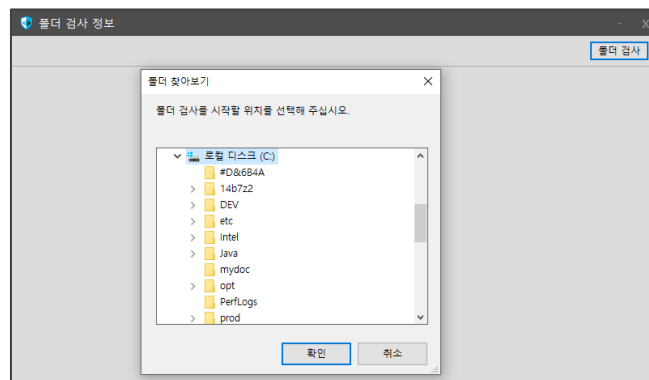 폴더 검사 정보
폴더 검사
폴더 찾아보기
폴더 검사를 시작할 위치를 선택해 주십시오.
로컬 디스크 (C:)
#D&6B4A
14b7z2
DEV
etc
Intel
Java
mydoc
opt
PerfLogs
prod
확인
취소